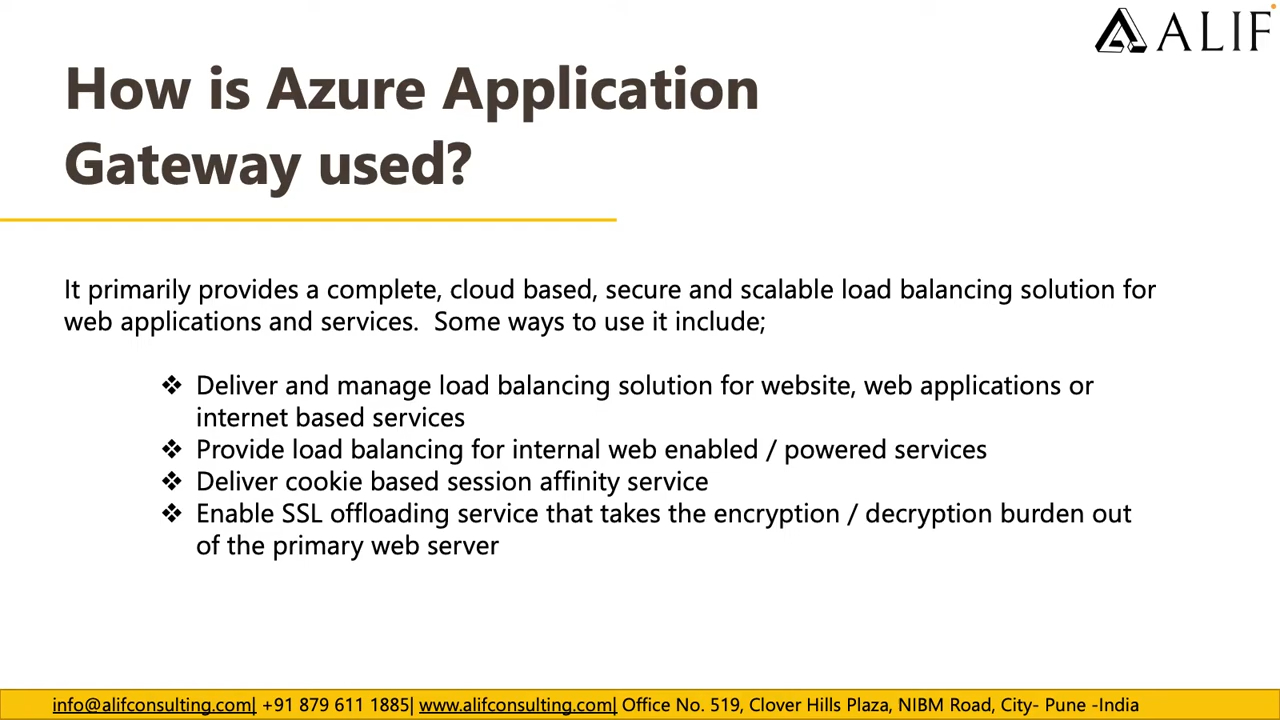 ALIF
How is Azure Application
Gateway used?
It primarily provides a complete, cloud based, secure and scalable load balancing solution for
web applications and services.  Some ways to use it include;
❖ Deliver and manage load balancing solution for website, web applications or
internet based services
❖ Provide load balancing for internal web enabled / powered services
❖ Deliver cookie based session affinity service
❖ Enable SSL offloading service that takes the encryption / decryption burden out
of the primary web server
info@alifconsulting.com| +91 879 611 1885| www.alifconsulting.com| Office No. 519, Clover Hills Plaza, NIBM Road, City- Pune -India